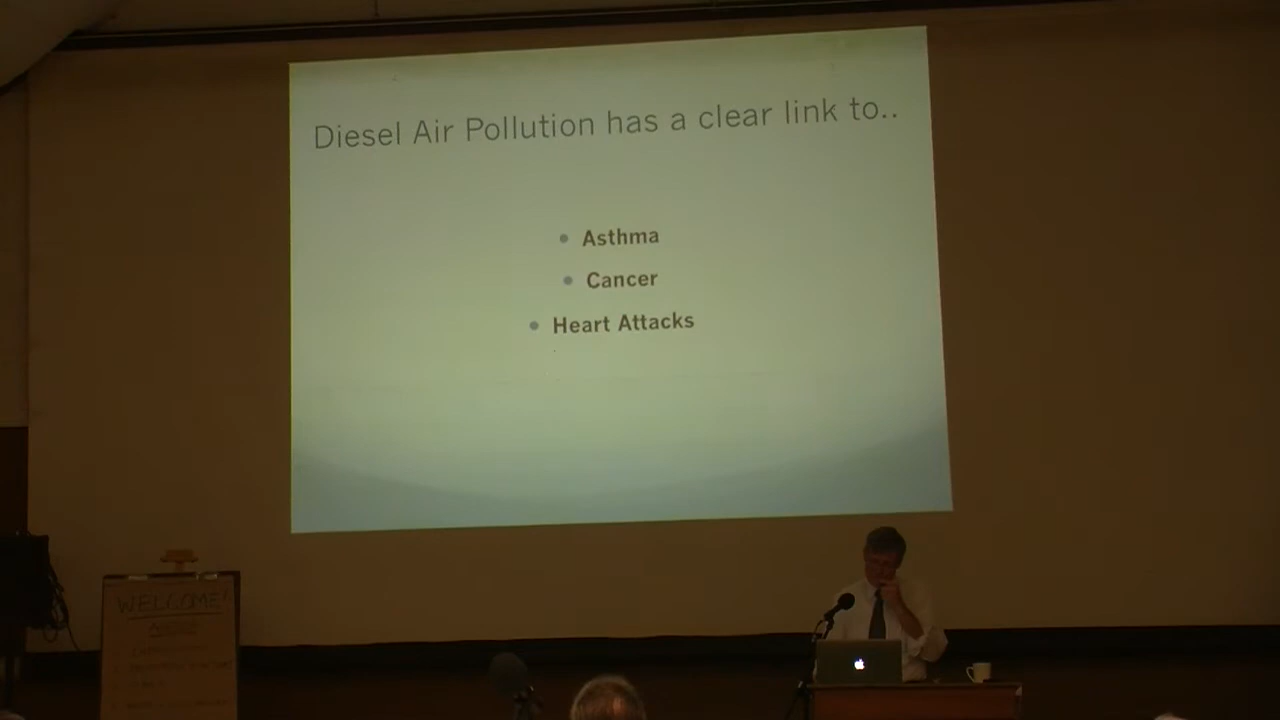 Diesel Air Pollution has a clear link to..
• Asthma
• Cancer
• Heart Attacks
WELCOME!